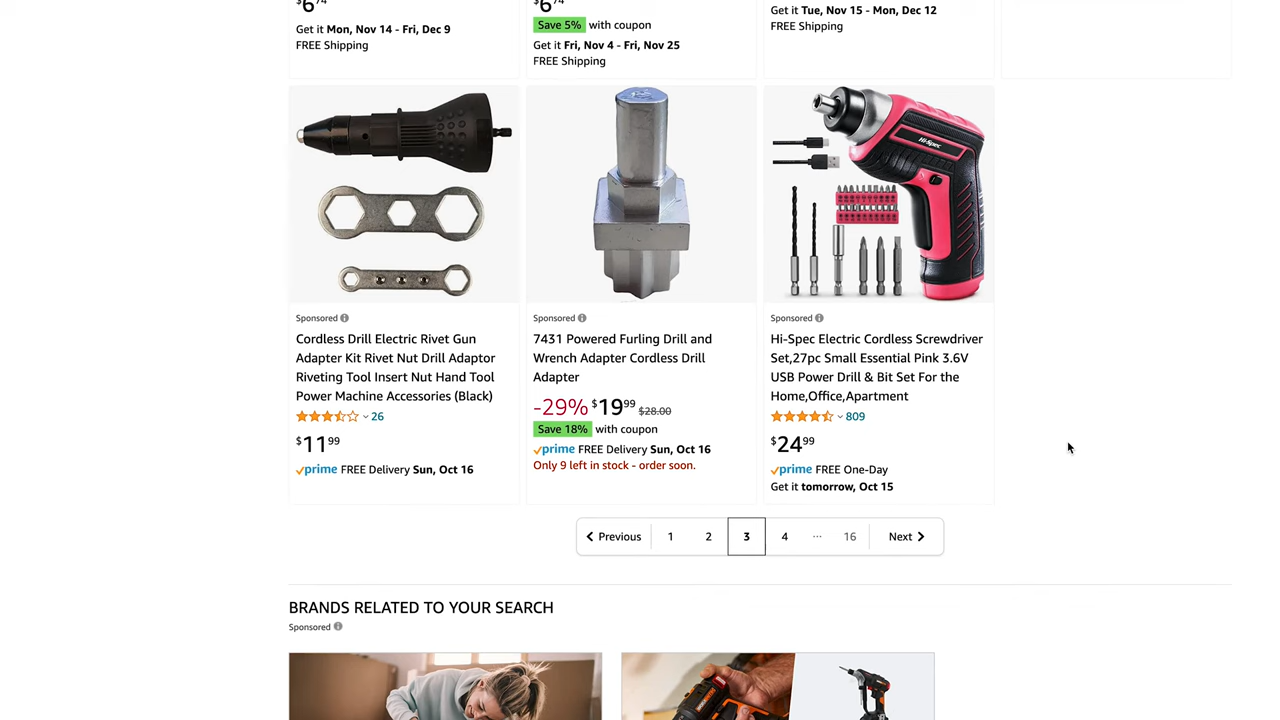 $6 74
Get it Mon, Nov 14 - Fri, Dec 9
FREE Shipping
$6 74
Save 5% with coupon
Get it Fri, Nov 4 - Fri, Nov 25
FREE Shipping
Get it Tue, Nov 15 - Mon, Dec 12
FREE Shipping
Hi-Spec
Sponsored
Cordless Drill Electric Rivet Gun
Adapter Kit Rivet Nut Drill Adaptor
Riveting Tool Insert Nut Hand Tool
Power Machine Accessories (Black)
26
$11 99
prime FREE Delivery Sun, Oct 16
Sponsored
7431 Powered Furling Drill and
Wrench Adapter Cordless Drill
Adapter
-29% $19 99 $28.00
Save 18% with coupon
prime FREE Delivery Sun, Oct 16
Only 9 left in stock - order soon.
Sponsored
Hi-Spec Electric Cordless Screwdriver
Set,27pc Small Essential Pink 3.6V
USB Power Drill & Bit Set For the
Home,Office,Apartment
809
$24 99
prime FREE One-Day
Get it tomorrow, Oct 15
Previous 1 2 3 4 ... 16 Next
BRANDS RELATED TO YOUR SEARCH
Sponsored